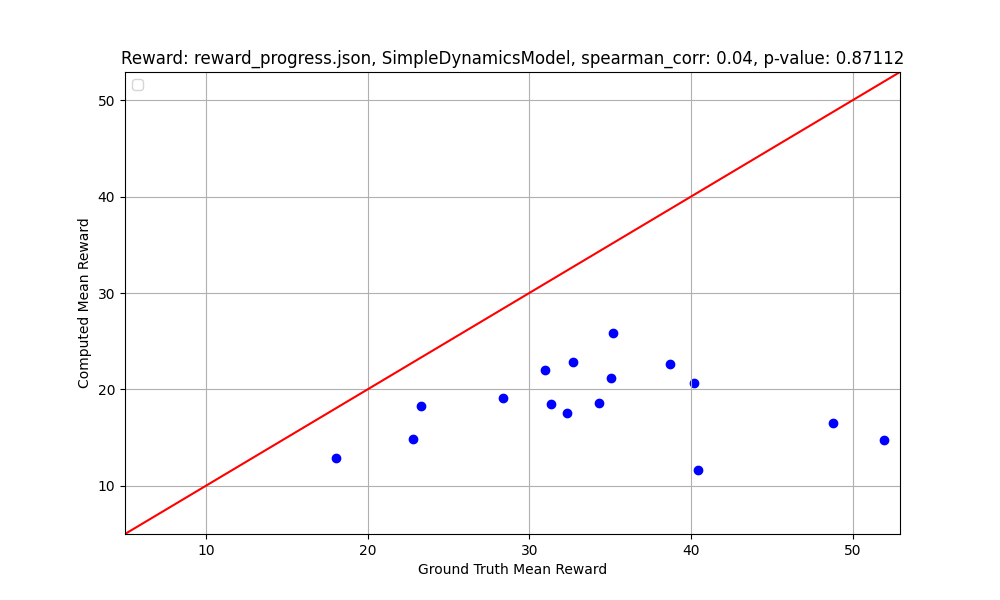 Reward: reward_progress.json, SimpleDynamicsModel, spearman_corr: 0.04, p-value: 0.87112
Computed Mean Reward
50
40
30
20
10
10 20 30 40 50
Ground Truth Mean Reward